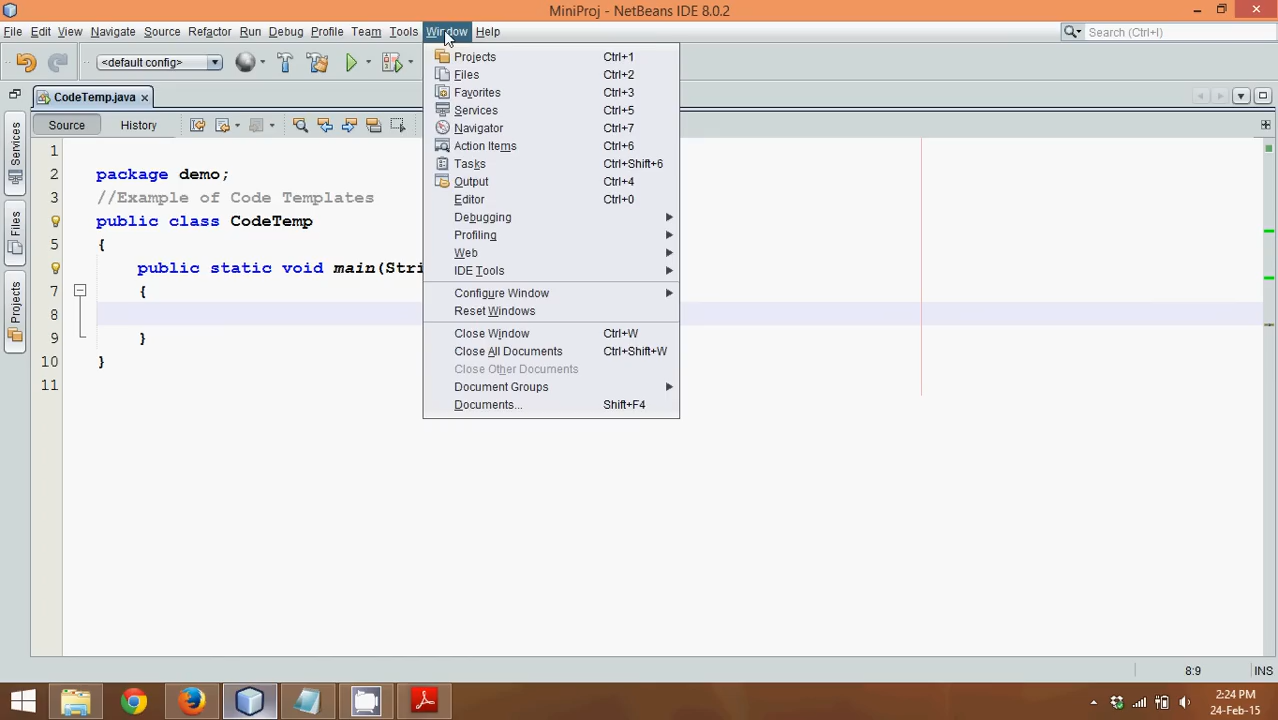 MiniProj - NetBeans IDE 8.0.2
File Edit View Navigate Source Refactor Run Debug Profile Team Tools Window Help
Search (Ctrl+I)
<default config>
CodeTemp.java
Source History
Services
Files
Projects
1
2 package demo;
3 //Example of Code Templates
4 public class CodeTemp
5 {
6 public static void main(Stri
7 {
8
9 }
10 }
11
Projects Ctrl+1
Files Ctrl+2
Favorites Ctrl+3
Services Ctrl+5
Navigator Ctrl+7
Action Items Ctrl+6
Tasks Ctrl+Shift+6
Output Ctrl+4
Editor Ctrl+0
Debugging
Profiling
Web
IDE Tools
Configure Window
Reset Windows
Close Window Ctrl+W
Close All Documents Ctrl+Shift+W
Close Other Documents
Document Groups
Documents... Shift+F4
8:9 INS
2:24 PM
24-Feb-15